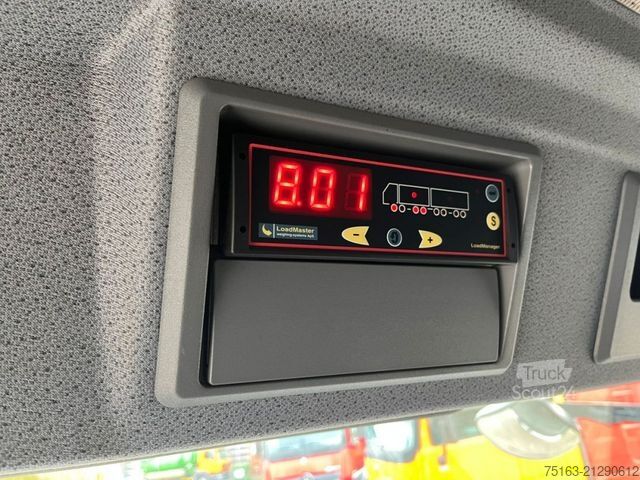 8.01
LoadMaster
weighing-systems ApS
- +
S
LoadManager
Truck
Scout24
75163-21290612